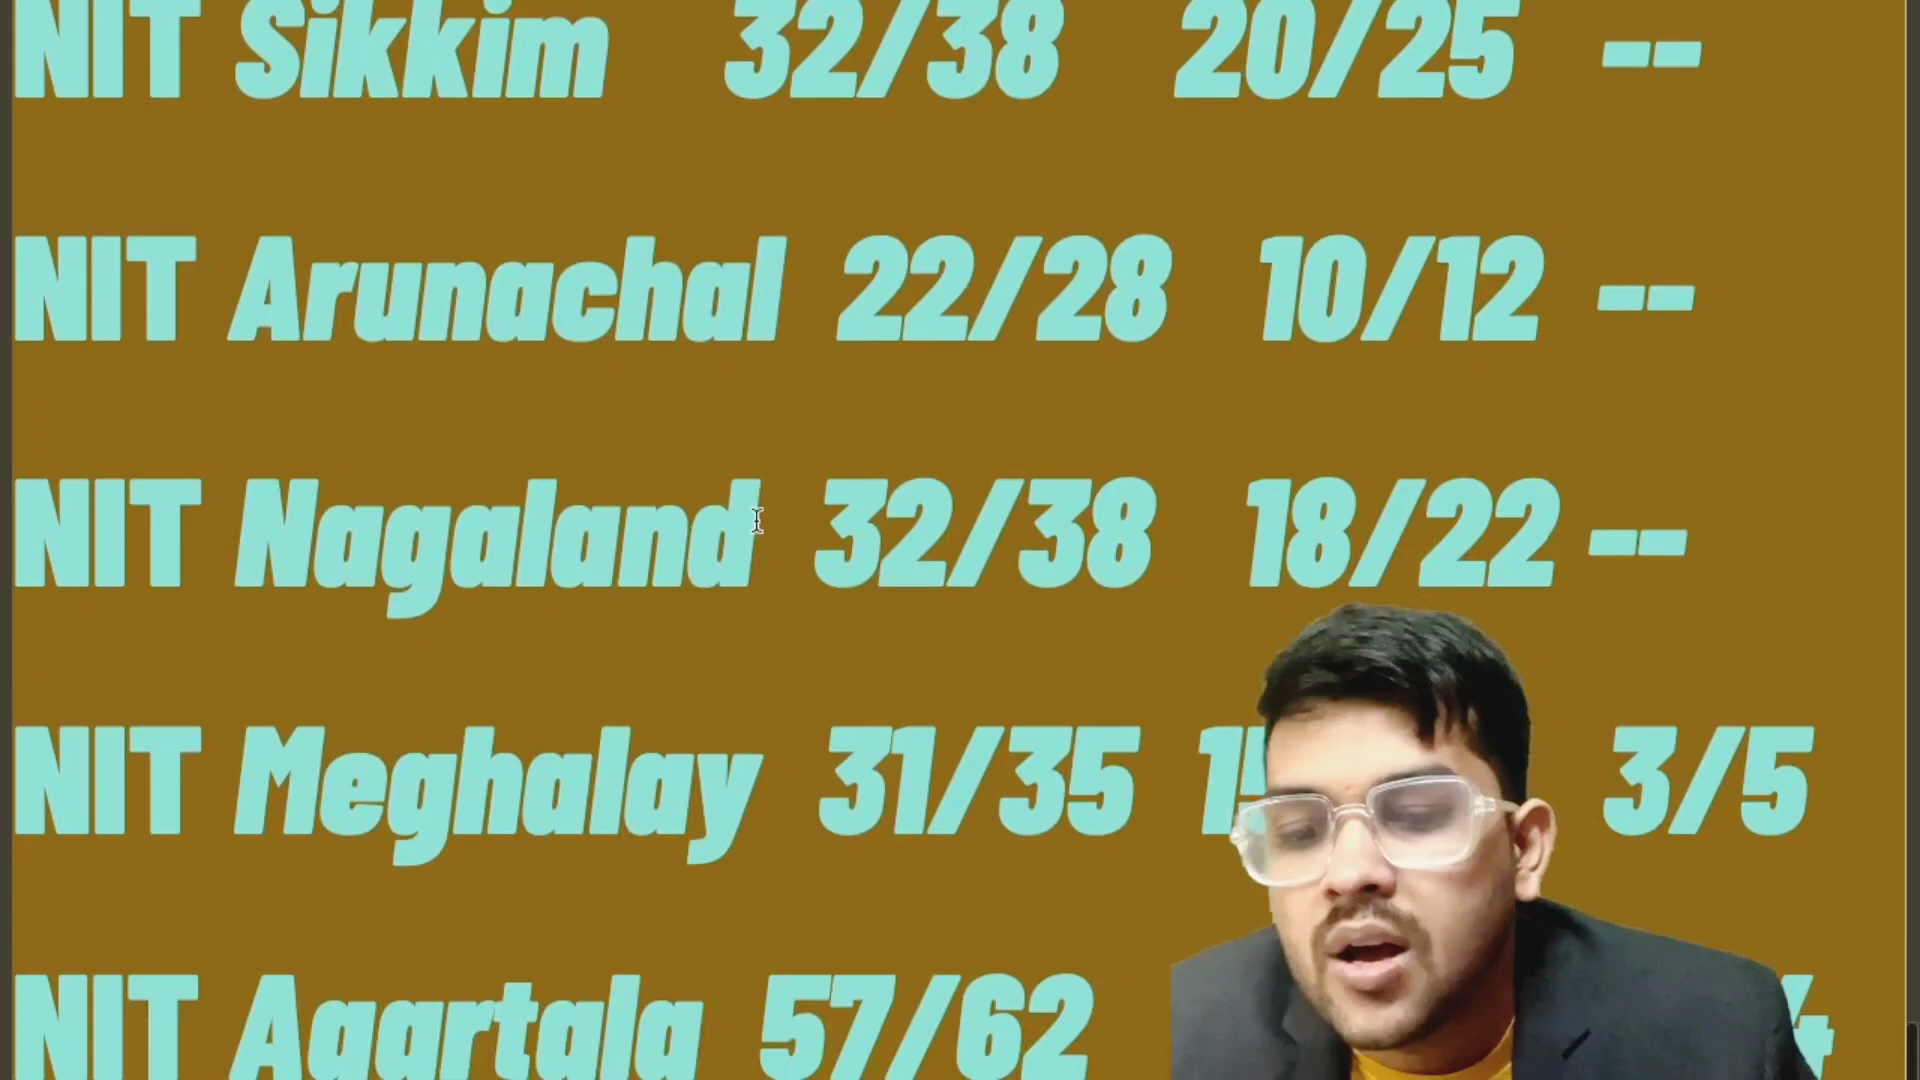 NIT Sikkim 32/38 20/25 --
NIT Arunachal 22/28 10/12 --
NIT Nagaland 32/38 18/22 --
NIT Meghalay 31/35 3/5
NIT Agartala 57/62